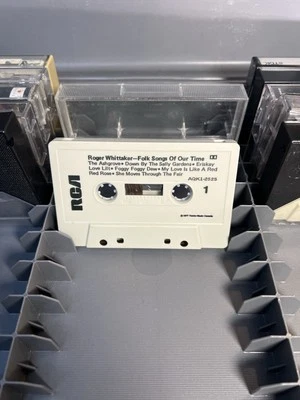 Roger Whittaker—Folk Songs Of Our Time
The Ashgrove • Down By The Sally Gardens • Eriskay
Love Lilt • Foggy Foggy Dew • My Love Is Like A Red
Red Rose • She Moves Through The Fair
AGK1-2939
RCA
1